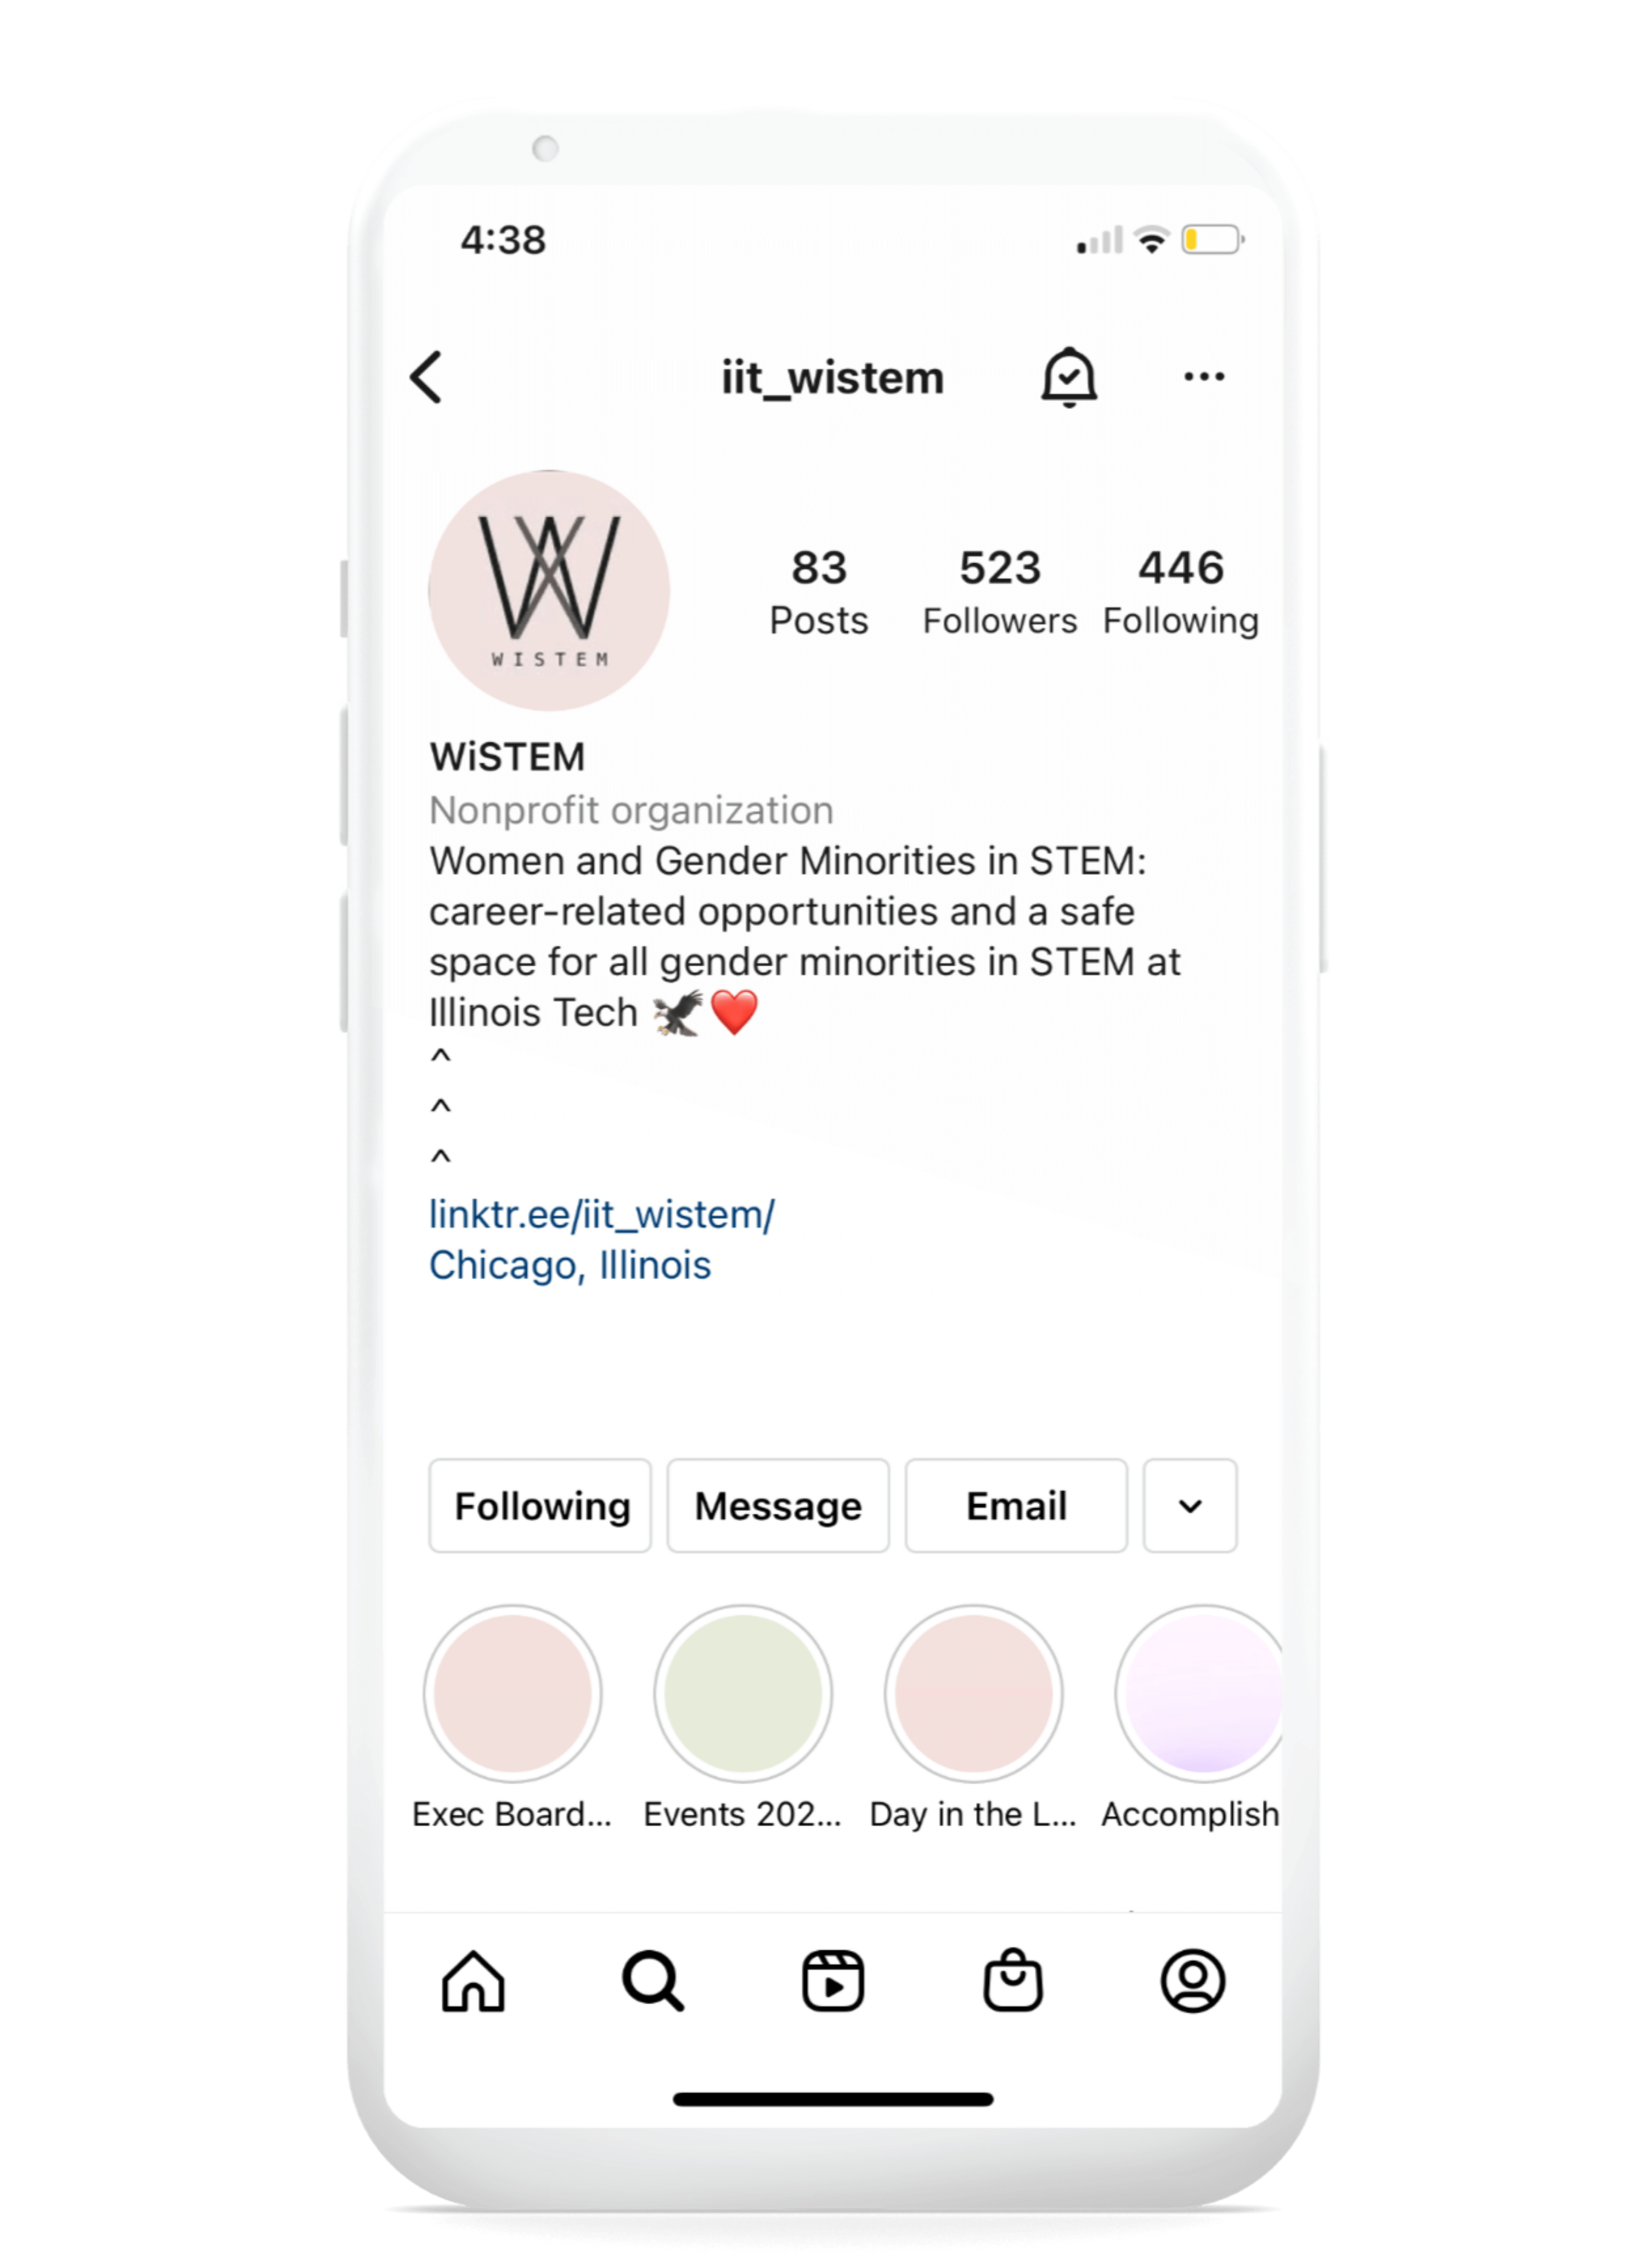 4:38
iit_wistem
WISTEM
83 523 446
Posts Followers Following
WiSTEM
Nonprofit organization
Women and Gender Minorities in STEM:
career-related opportunities and a safe
space for all gender minorities in STEM at
Illinois Tech 🦅❤️
^
^
^
linktr.ee/iit_wistem/
Chicago, Illinois
Following Message Email
Exec Board... Events 202... Day in the L... Accomplish